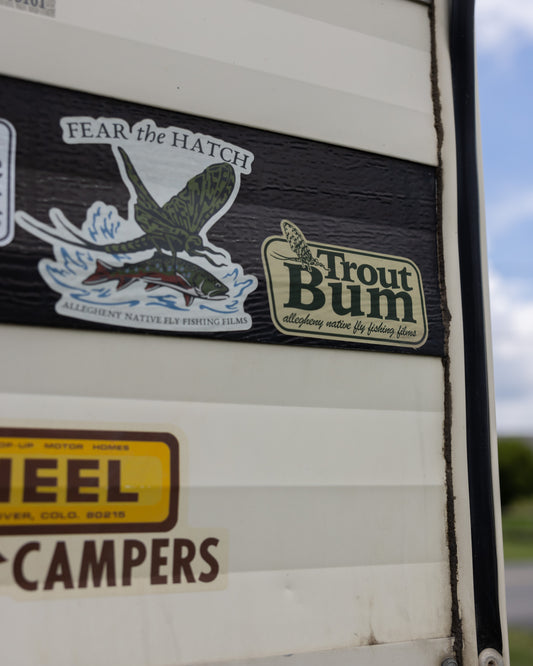 FEAR the HATCH
ALLEGHENY NATIVE FLY FISHING FILMS
Trout
Bum
allegheny native fly fishing films
OP-UP MOTOR HOMES
HEEL
VER, COLO. 80215
CAMPERS